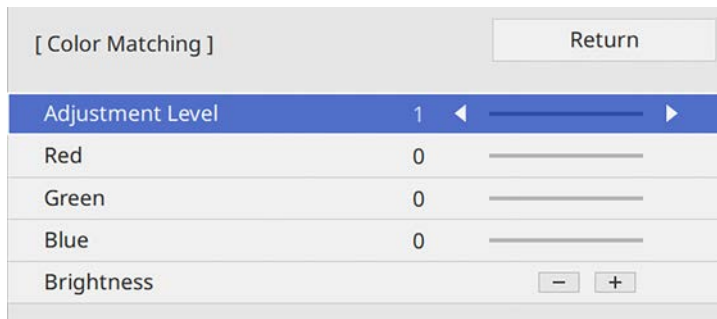 [ Color Matching ] Return
Adjustment Level 1
Red 0
Green 0
Blue 0
Brightness − +